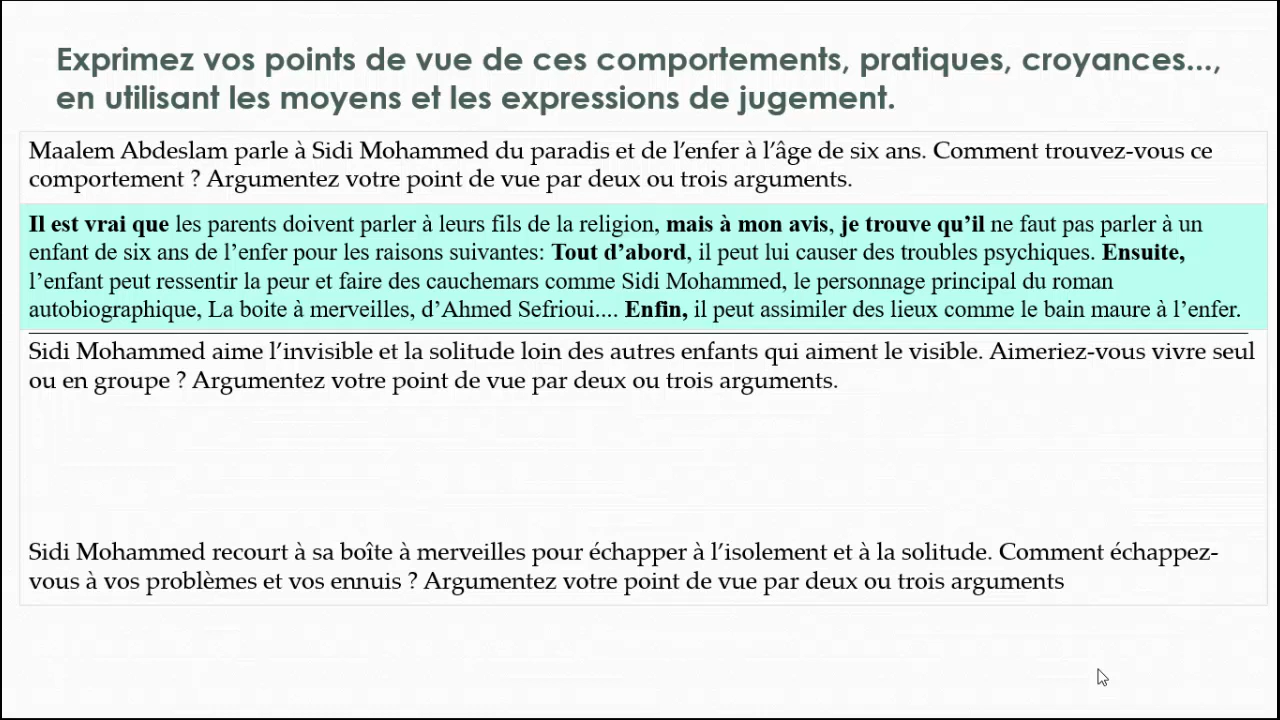 Exprimez vos points de vue de ces comportements, pratiques, croyances...,
en utilisant les moyens et les expressions de jugement.
Maalem Abdeslam parle à Sidi Mohammed du paradis et de l’enfer à l’âge de six ans. Comment trouvez-vous ce
comportement ? Argumentez votre point de vue par deux ou trois arguments.
Il est vrai que les parents doivent parler à leurs fils de la religion, mais à mon avis, je trouve qu’il ne faut pas parler à un
enfant de six ans de l’enfer pour les raisons suivantes: Tout d’abord, il peut lui causer des troubles psychiques. Ensuite,
l’enfant peut ressentir la peur et faire des cauchemars comme Sidi Mohammed, le personnage principal du roman
autobiographique, La boite à merveilles, d’Ahmed Sefrioui.... Enfin, il peut assimiler des lieux comme le bain maure à l’enfer.
Sidi Mohammed aime l’invisible et la solitude loin des autres enfants qui aiment le visible. Aimeriez-vous vivre seul
ou en groupe ? Argumentez votre point de vue par deux ou trois arguments.
Sidi Mohammed recourt à sa boîte à merveilles pour échapper à l’isolement et à la solitude. Comment échappez-
vous à vos problèmes et vos ennuis ? Argumentez votre point de vue par deux ou trois arguments